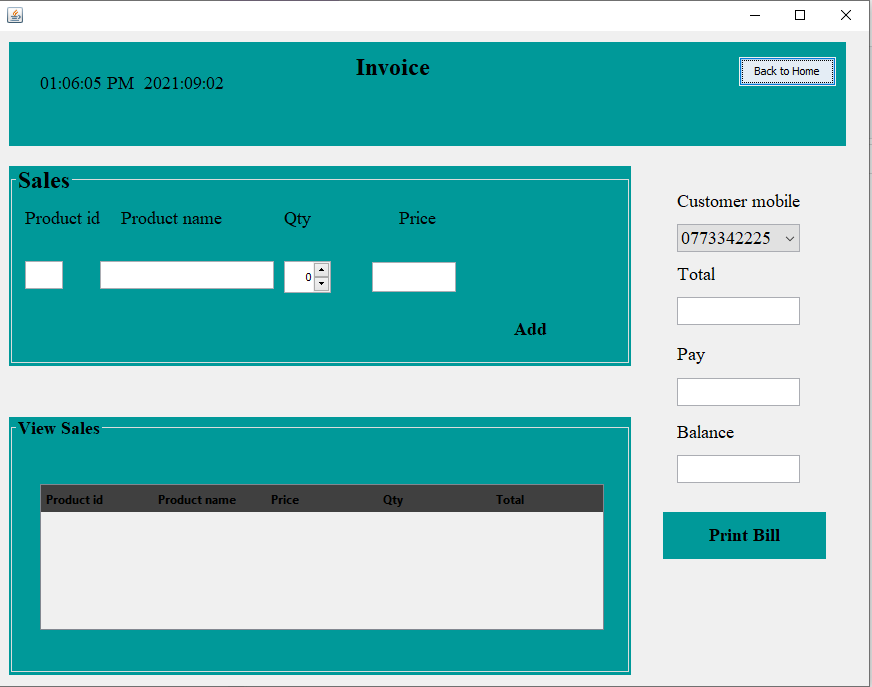 Invoice
01:06:05 PM 2021:09:02
Back to Home
Sales
Product id Product name Qty Price
0
Add
Customer mobile
0773342225
Total
Pay
Balance
Print Bill
View Sales
Product id Product name Price Qty Total